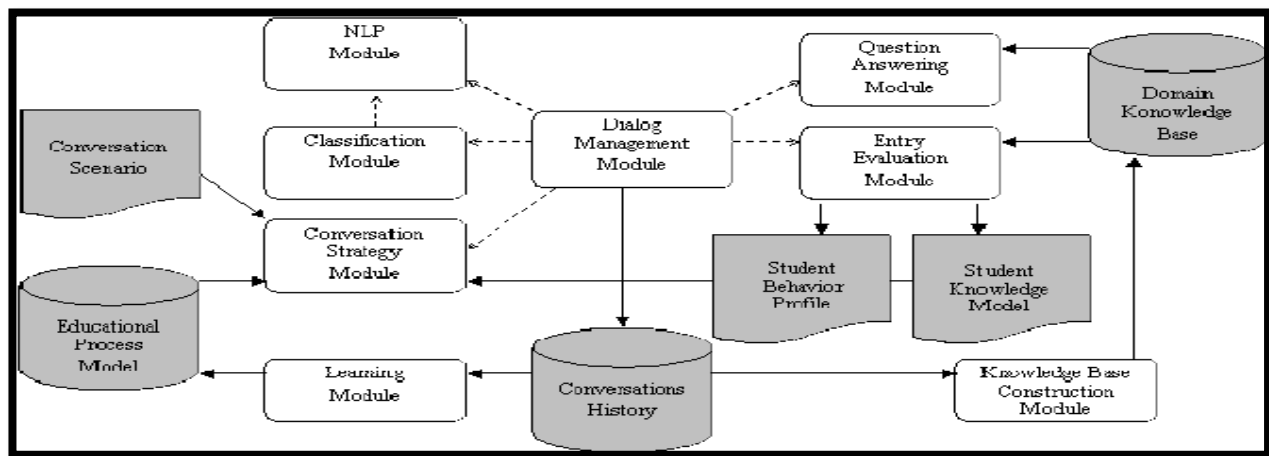 NLP
Module
Question
Answering
Module
Domain
Konowledge
Base
Conversation
Scenario
Classification
Module
Dialog
Management
Module
Entry
Evaluation
Module
Conversation
Strategy
Module
Student
Behavior
Profile
Student
Knowledge
Model
Educational
Process
Model
Learning
Module
Conversations
History
Knowledge Base
Construction
Module